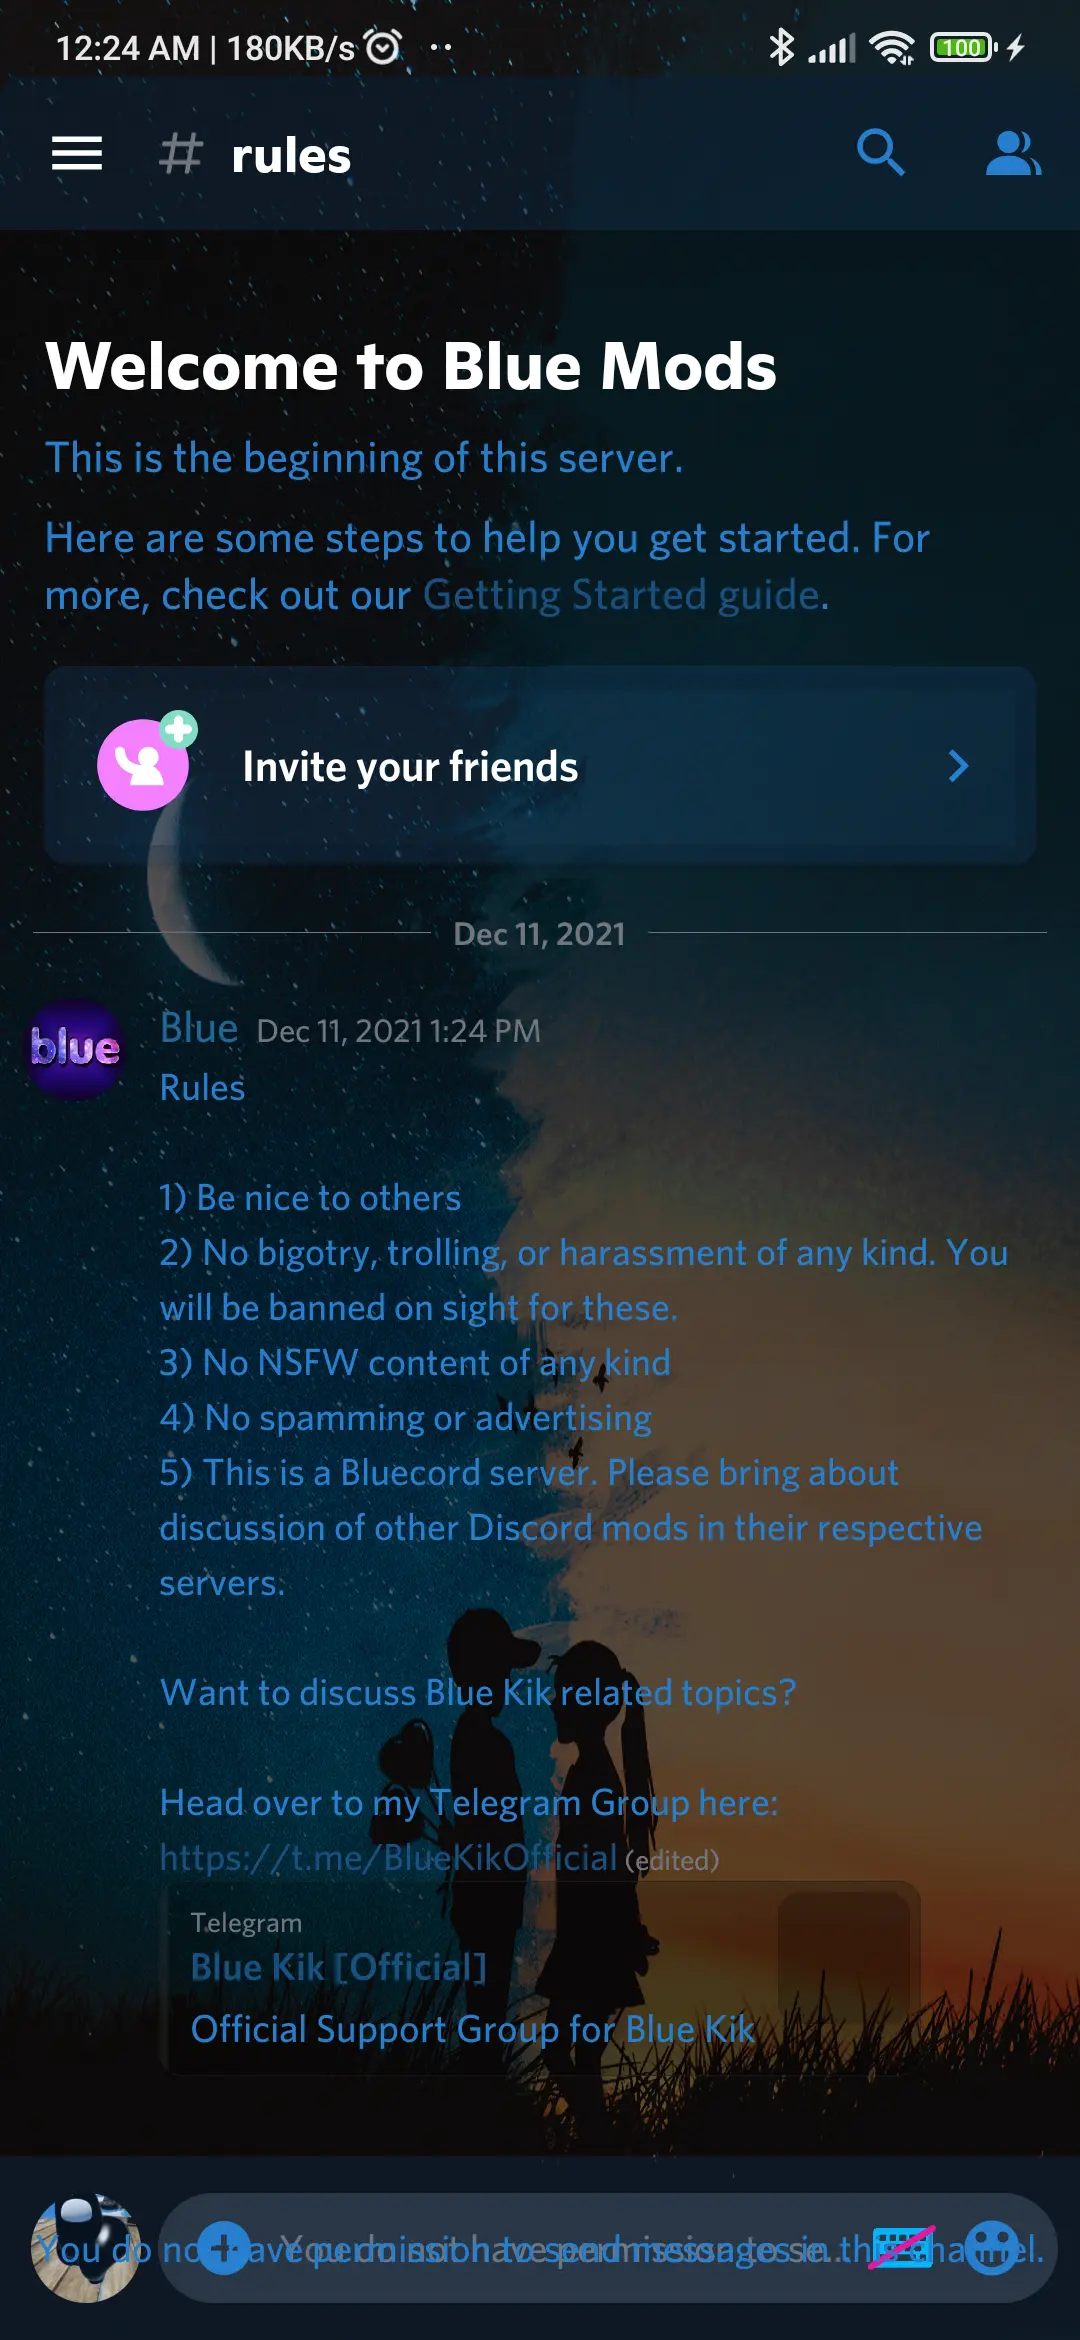 12:24 AM | 180KB/s
100
# rules
Welcome to Blue Mods
This is the beginning of this server.
Here are some steps to help you get started. For
more, check out our Getting Started guide.
Invite your friends
Dec 11, 2021
blue
Blue Dec 11, 2021 1:24 PM
Rules
1) Be nice to others
2) No bigotry, trolling, or harassment of any kind. You
will be banned on sight for these.
3) No NSFW content of any kind
4) No spamming or advertising
5) This is a Bluecord server. Please bring about
discussion of other Discord mods in their respective
servers.
Want to discuss Blue Kik related topics?
Head over to my Telegram Group here:
https://t.me/BlueKikOfficial (edited)
Telegram
Blue Kik [Official]
Official Support Group for Blue Kik
You do not have permission to send messages in this channel.
You do not have permission to se...